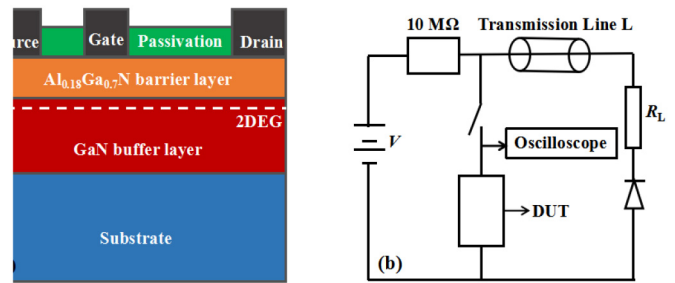 urce Gate Passivation Drain
Al0.18Ga0.7N barrier layer
2DEG
GaN buffer layer
Substrate
)
10 MΩ Transmission Line L
V
RL
Oscilloscope
DUT
(b)